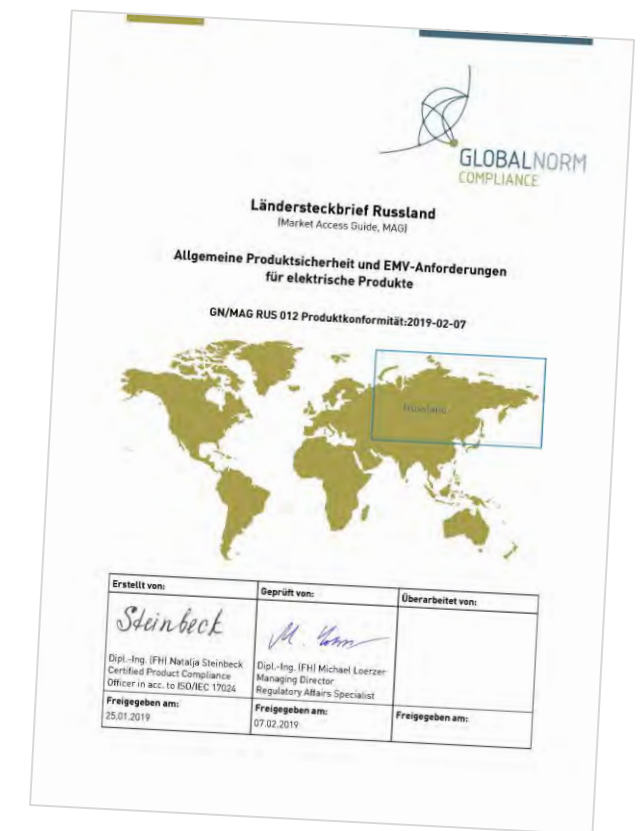 GLOBALNORM
COMPLIANCE
Ländersteckbrief Russland
(Market Access Guide, MAG)
Allgemeine Produktsicherheit und EMV-Anforderungen
für elektrische Produkte
GN/MAG RUS 012 Produktkonformität:2019-02-07
Russland
Erstellt von:
Geprüft von:
Überarbeitet von:
Steinbeck
Dipl.-Ing. (FH) Natalja Steinbeck
Certified Product Compliance
Officer in acc. to ISO/IEC 17024
Dipl.-Ing. (FH) Michael Loerzer
Managing Director
Regulatory Affairs Specialist
Freigegeben am:
25.01.2019
Freigegeben am:
07.02.2019
Freigegeben am: